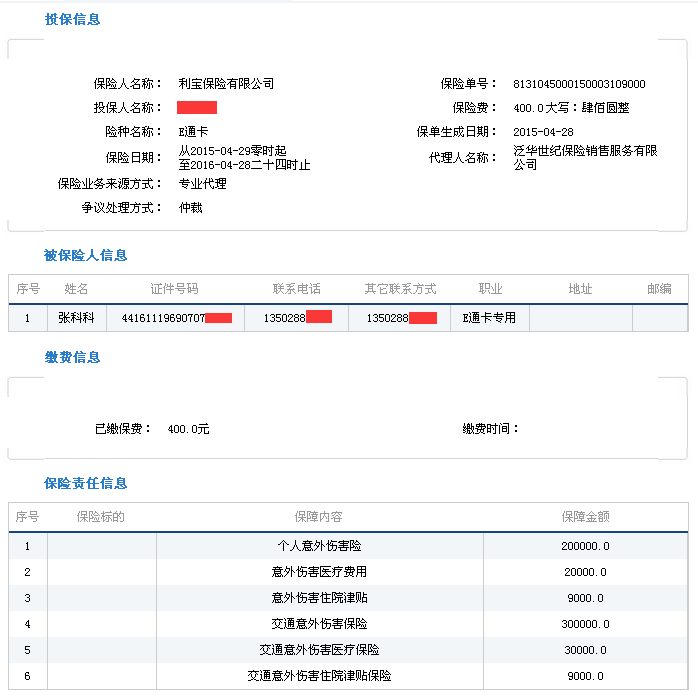 投保信息
保险人名称： 利宝保险有限公司 保险单号： 8131045000150003109000
投保人名称： 保险费： 400.0大写：肆佰圆整
险种名称： E通卡 保单生成日期： 2015-04-28
保险日期： 从2015-04-29零时起
至2016-04-28二十四时止
代理人名称： 泛华世纪保险销售服务有限
公司
保险业务来源方式： 专业代理
争议处理方式： 仲裁
被保险人信息
序号 姓名 证件号码 联系电话 其它联系方式 职业 地址 邮编
1 张科科 44161119690707 1350288 1350288 E通卡专用
缴费信息
已缴保费： 400.0元 缴费时间：
保险责任信息
序号 保险标的 保障内容 保障金额
1 个人意外伤害险 200000.0
2 意外伤害医疗费用 20000.0
3 意外伤害住院津贴 9000.0
4 交通意外伤害保险 300000.0
5 交通意外伤害医疗保险 30000.0
6 交通意外伤害住院津贴保险 9000.0